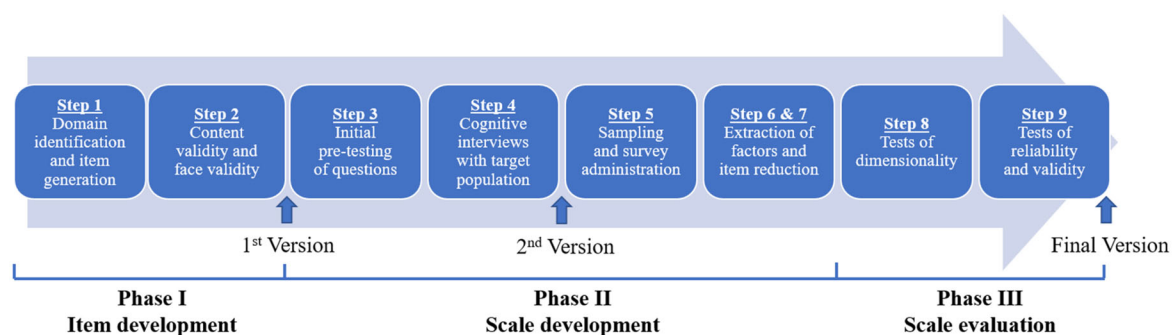 Step 1
Domain
identification
and item
generation
Step 2
Content
validity and
face validity
Step 3
Initial
pre-testing
of questions
Step 4
Cognitive
interviews
with target
population
Step 5
Sampling
and survey
administration
Step 6 & 7
Extraction of
factors and
item reduction
Step 8
Tests of
dimensionality
Step 9
Tests of
reliability
and validity
1st Version
2nd Version
Final Version
Phase I
Item development
Phase II
Scale development
Phase III
Scale evaluation